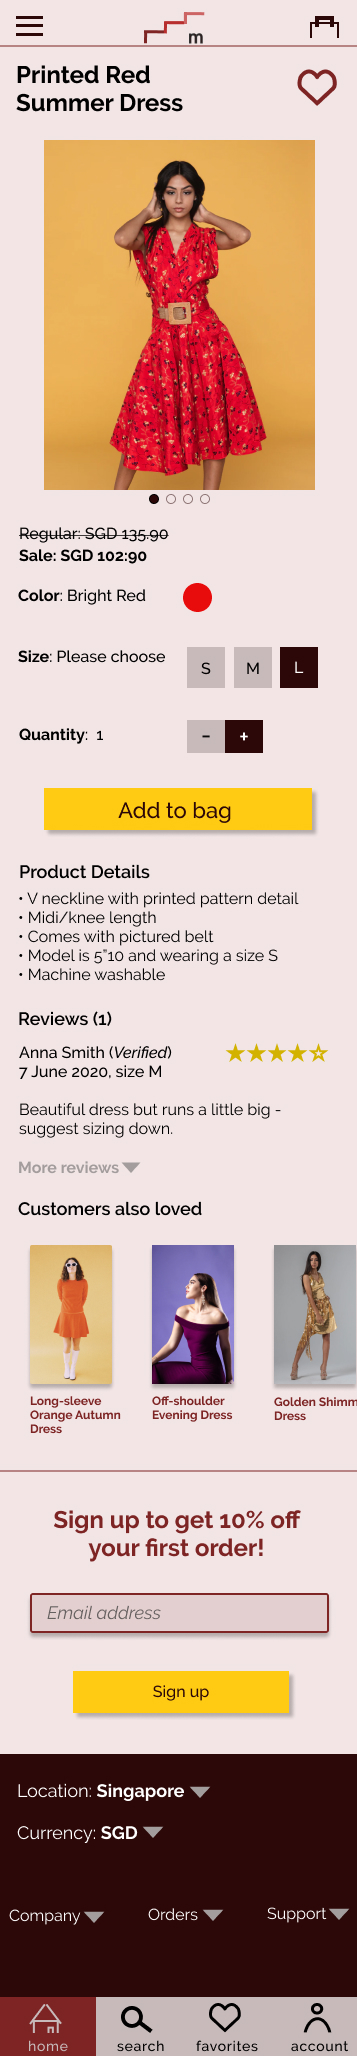 m
Printed Red
Summer Dress
Regular: SGD 135.90
Sale: SGD 102:90
Color: Bright Red
Size: Please choose
S M L
Quantity: 1
- +
Add to bag
Product Details
• V neckline with printed pattern detail
• Midi/knee length
• Comes with pictured belt
• Model is 5”10 and wearing a size S
• Machine washable
Reviews (1)
Anna Smith (Verified)
7 June 2020, size M
Beautiful dress but runs a little big -
suggest sizing down.
More reviews
Customers also loved
Long-sleeve
Orange Autumn
Dress
Off-shoulder
Evening Dress
Golden Shimm
Dress
Sign up to get 10% off
your first order!
Email address
Sign up
Location: Singapore
Currency: SGD
Company Orders Support
home search favorites account